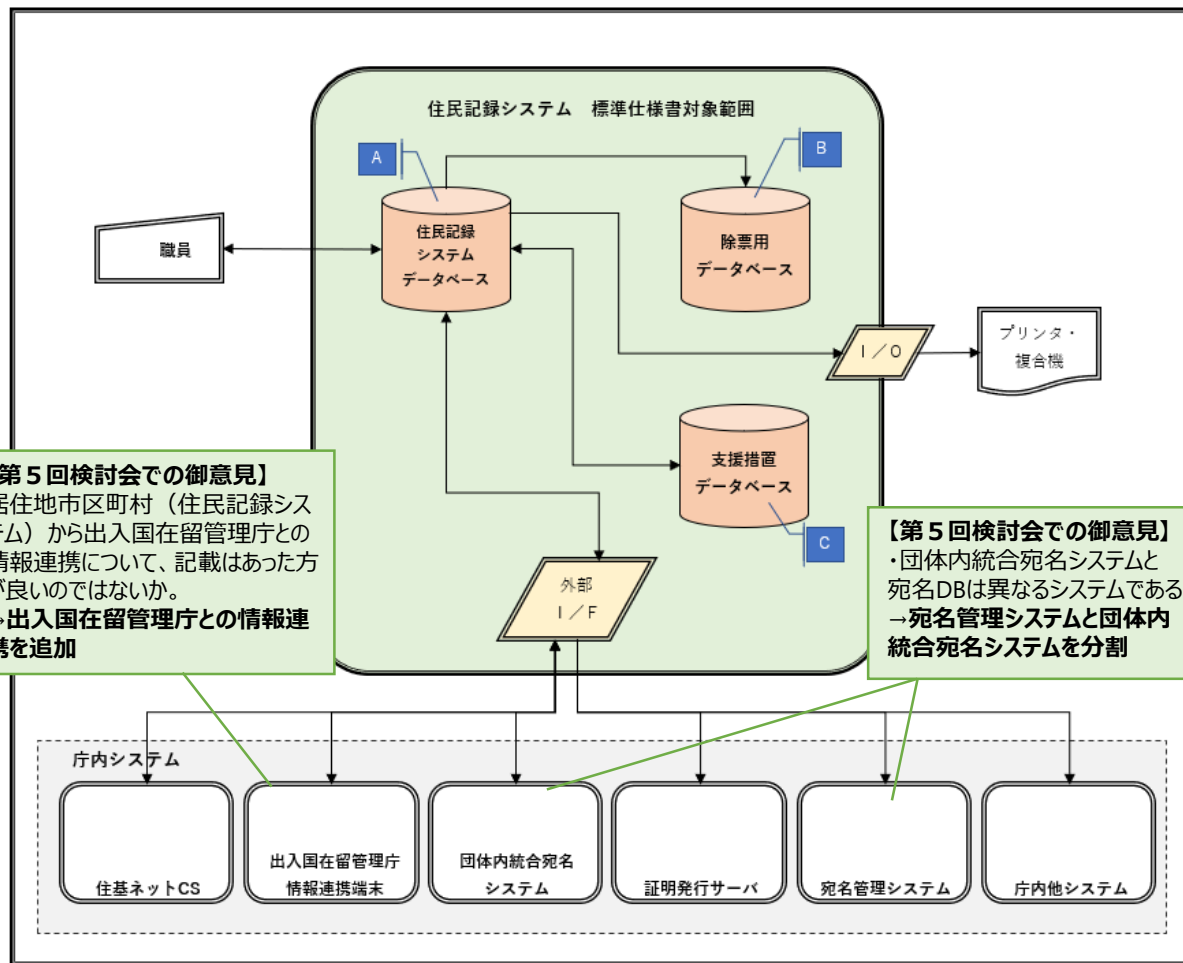 住民記録システム 標準仕様書対象範囲
A
B
職員
住民記録
システム
データベース
除票用
データベース
I/O
プリンタ・
複合機
支援措置
データベース
C
第5回検討会での御意見】
居住地市区町村（住民記録シス
テム）から出入国在留管理庁との
情報連携について、記載はあった方
が良いのではないか。
→出入国在留管理庁との情報連
携を追加
外部
I/F
【第5回検討会での御意見】
・団体内統合宛名システムと
宛名DBは異なるシステムである
→宛名管理システムと団体内
統合宛名システムを分割
庁内システム
住基ネットCS
出入国在留管理庁
情報連携端末
団体内統合宛名
システム
証明発行サーバ
宛名管理システム
庁内他システム